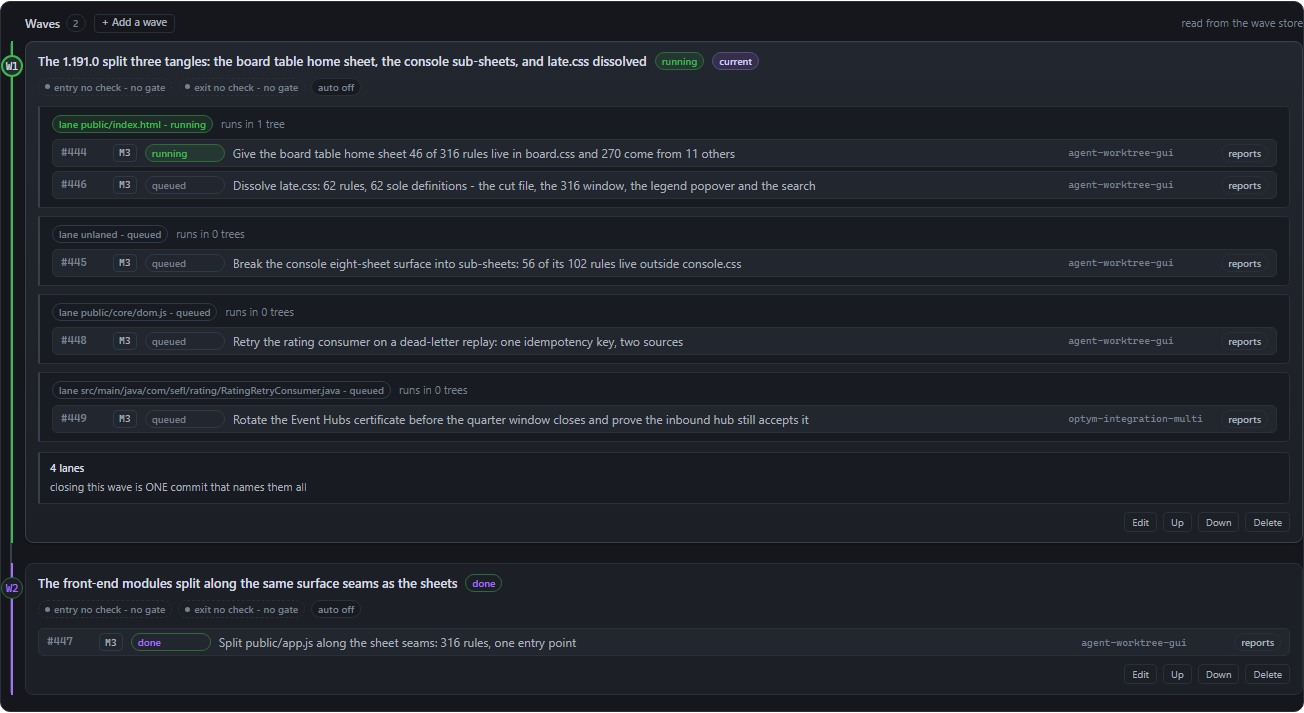 Waves 2 + Add a wave read from the wave store
W1 The 1.191.0 split three tangles: the board table home sheet, the console sub-sheets, and late.css dissolved running current
entry no check - no gate exit no check - no gate auto off
lane public/index.html - running runs in 1 tree
#444 M3 running Give the board table home sheet 46 of 316 rules live in board.css and 270 come from 11 others agent-worktree-gui reports
#446 M3 queued Dissolve late.css: 62 rules, 62 sole definitions - the cut file, the 316 window, the legend popover and the search agent-worktree-gui reports
lane unlaned - queued runs in 0 trees
#445 M3 queued Break the console eight-sheet surface into sub-sheets: 56 of its 102 rules live outside console.css agent-worktree-gui reports
lane public/core/dom.js - queued runs in 0 trees
#448 M3 queued Retry the rating consumer on a dead-letter replay: one idempotency key, two sources agent-worktree-gui reports
lane src/main/java/com/sefl/rating/RatingRetryConsumer.java - queued runs in 0 trees
#449 M3 queued Rotate the Event Hubs certificate before the quarter window closes and prove the inbound hub still accepts it optym-integration-multi reports
4 lanes
closing this wave is ONE commit that names them all
Edit Up Down Delete
W2 The front-end modules split along the same surface seams as the sheets done
entry no check - no gate exit no check - no gate auto off
#447 M3 done Split public/app.js along the sheet seams: 316 rules, one entry point agent-worktree-gui reports
Edit Up Down Delete